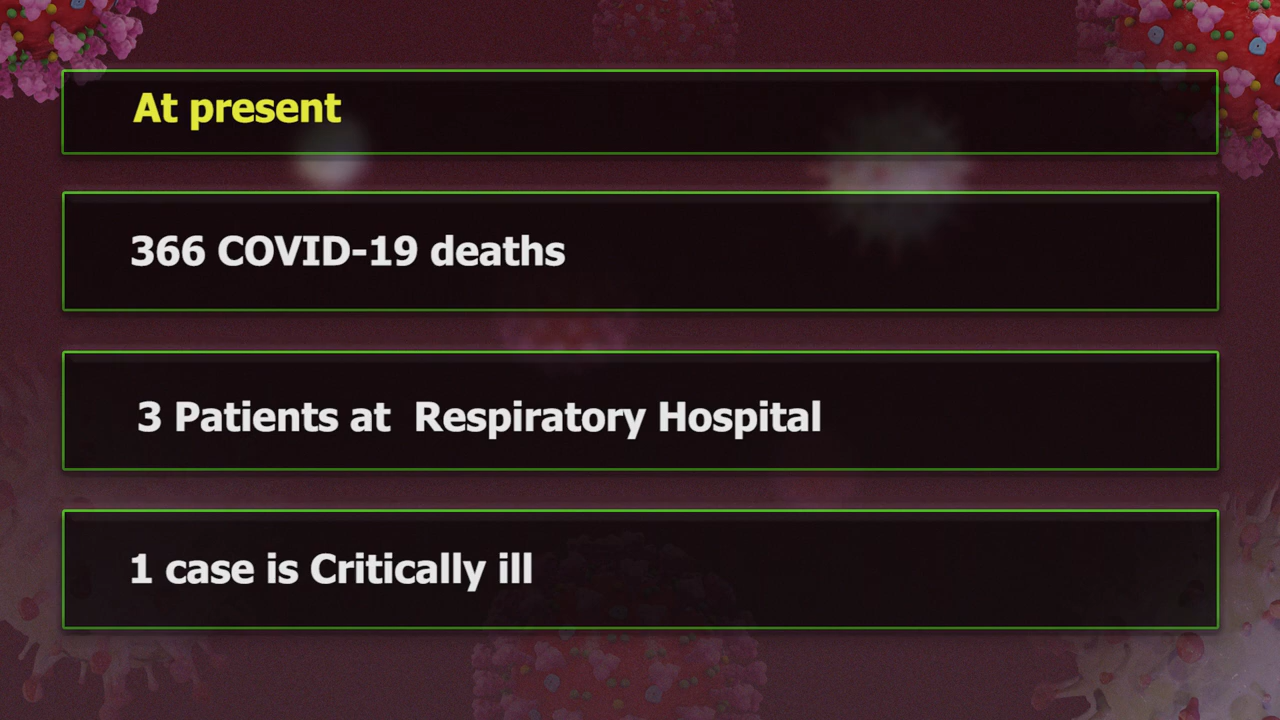 At present
366 COVID-19 deaths
3 Patients at  Respiratory Hospital
1 case is Critically ill